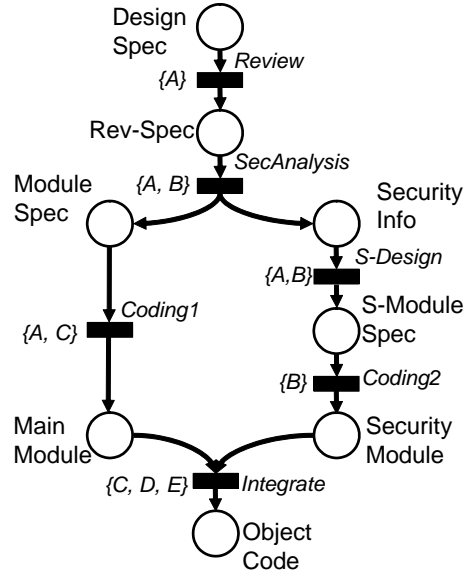 Design
Spec
Review
{A}
Rev-Spec
SecAnalysis
{A, B}
Module
Spec
Security
Info
S-Design
{A,B}
S-Module
Spec
Coding1
{A, C}
Coding2
{B}
Main
Module
Security
Module
{C, D, E}
Integrate
Object
Code